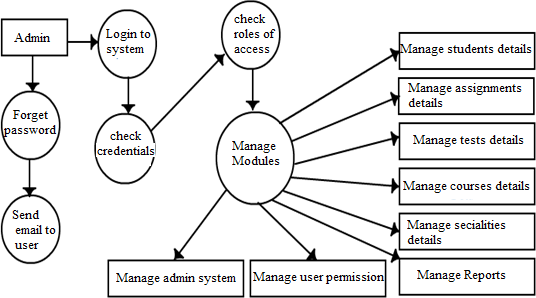 Admin
Login to
system
check
roles of
access
Forget
password
check
credentials
Send
email to
user
Manage
Modules
Manage students details
Manage assignments
details
Manage tests details
Manage courses details
Manage secialities
details
Manage Reports
Manage admin system
Manage user permission